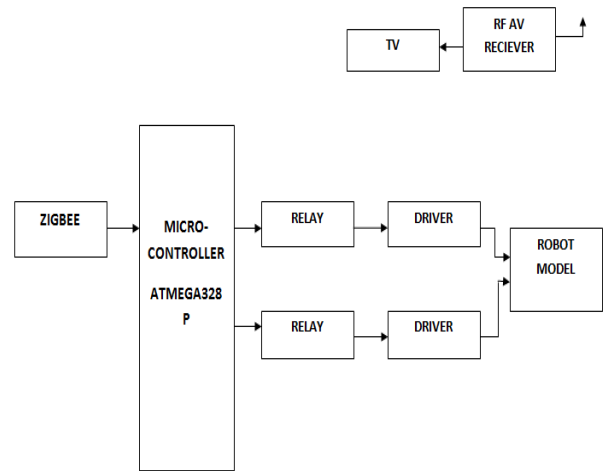 TV
RF AV
RECIEVER
ZIGBEE
MICRO-
CONTROLLER
ATMEGA328
P
RELAY
DRIVER
ROBOT
MODEL
RELAY
DRIVER